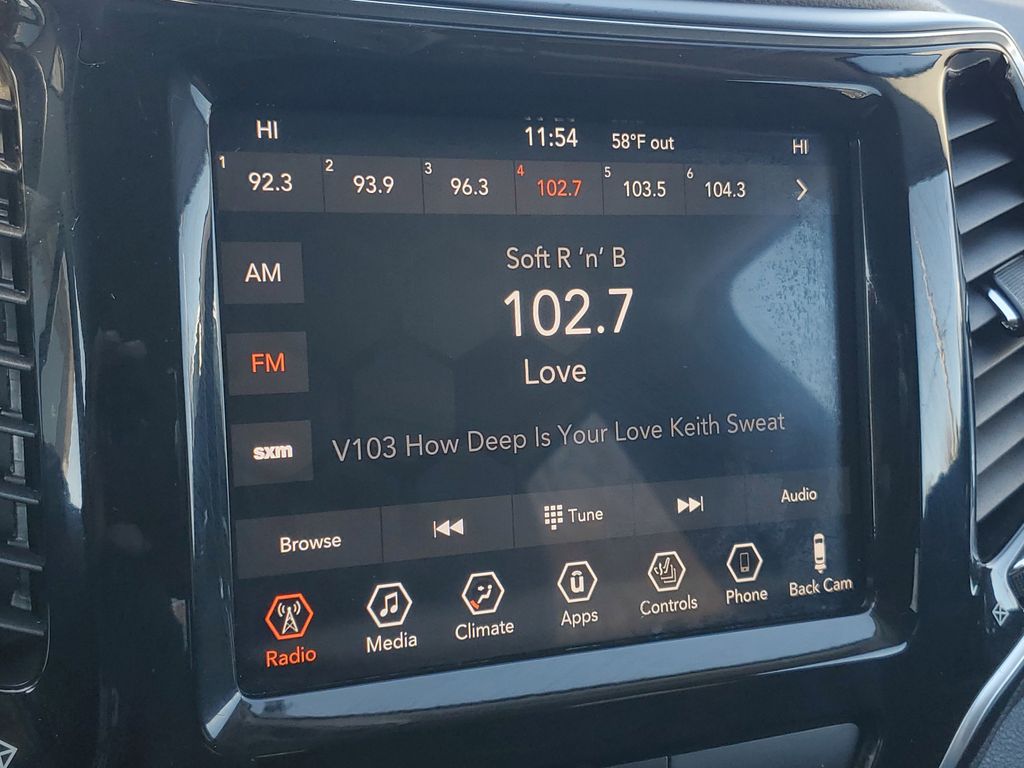 HI 11:54 58°F out HI
1 92.3 2 93.9 3 96.3 4 102.7 5 103.5 6 104.3
AM
Soft R 'n' B
102.7
FM
Love
sxm
V103 How Deep Is Your Love Keith Sweat
Browse Tune Audio
Radio Media Climate Apps Controls Phone Back Cam